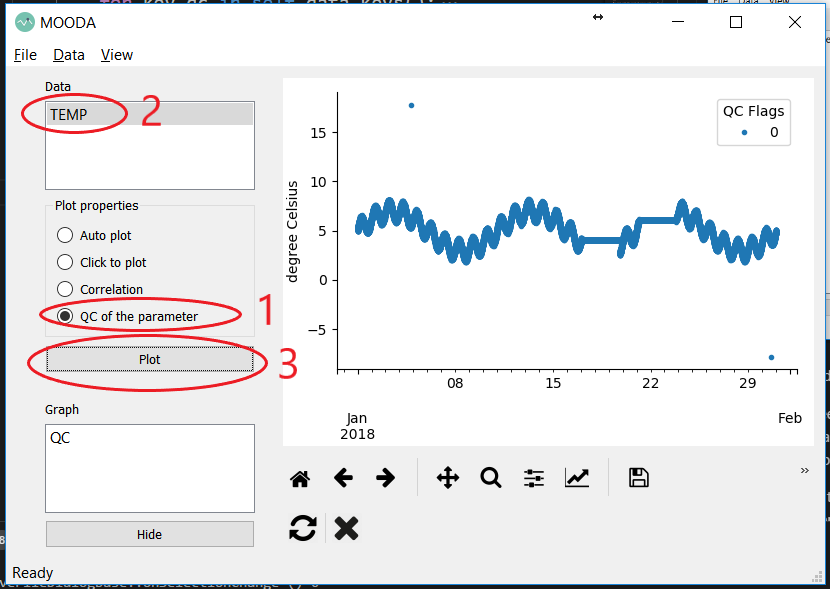 MOODA
File Data View
Data
TEMP
2
Plot properties
Auto plot
Click to plot
Correlation
QC of the parameter
1
Plot
3
Graph
QC
Hide
Ready
degree Celsius
15
10
5
0
−5
08 15 22 29
Jan
2018
Feb
QC Flags
0
»